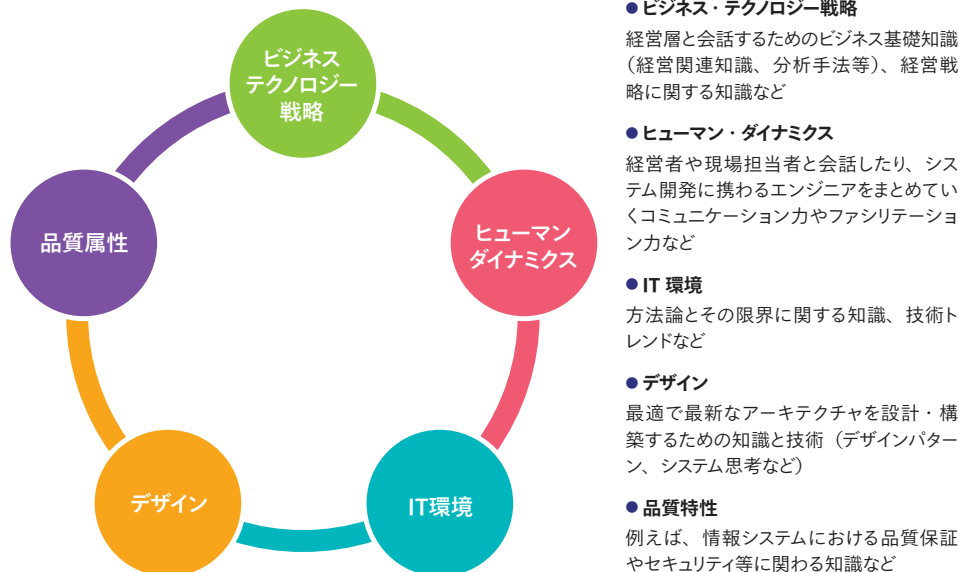 ビジネス
テクノロジー
戦略
ヒューマン
ダイナミクス
IT環境
デザイン
品質属性
●ビジネス・テクノロジー戦略
経営層と会話するためのビジネス基礎知識
（経営関連知識、分析手法等）、経営戦
略に関する知識など
●ヒューマン・ダイナミクス
経営者や現場担当者と会話したり、シス
テム開発に携わるエンジニアをまとめてい
くコミュニケーション力やファシリテーショ
ン力など
●IT 環境
方法論とその限界に関する知識、技術ト
レンドなど
●デザイン
最適で最新なアーキテクチャを設計・構
築するための知識と技術（デザインパター
ン、システム思考など）
●品質特性
例えば、情報システムにおける品質保証
やセキュリティ等に関わる知識など